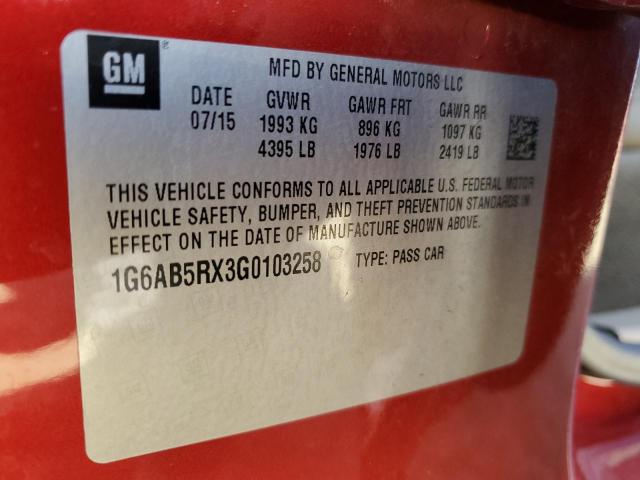 GM
®
MFD BY GENERAL MOTORS LLC
DATE GVWR GAWR FRT GAWR RR
07/15 1993 KG 896 KG 1097 KG
4395 LB 1976 LB 2419 LB
THIS VEHICLE CONFORMS TO ALL APPLICABLE U.S. FEDERAL MOTOR
VEHICLE SAFETY, BUMPER, AND THEFT PREVENTION STANDARDS IN
EFFECT ON THE DATE OF MANUFACTURE SHOWN ABOVE.
1G6AB5RX3G0103258 TYPE: PASS CAR